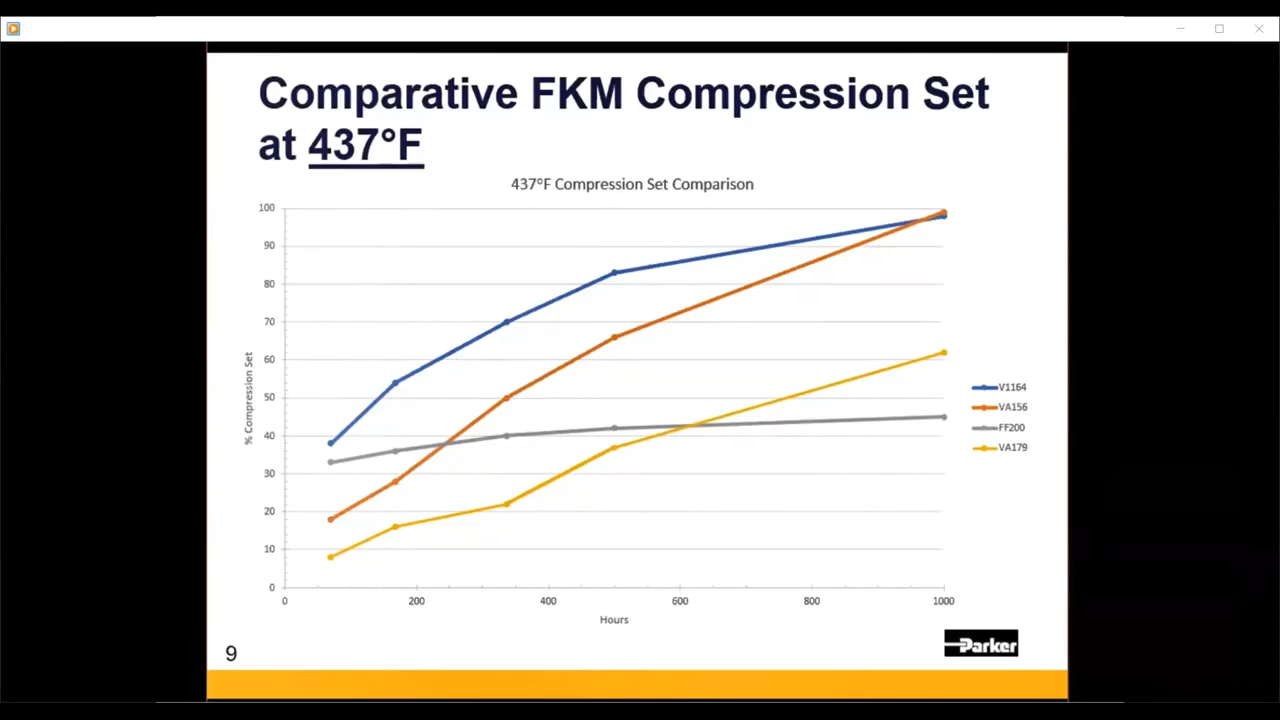 Comparative FKM Compression Set
at 437°F
437°F Compression Set Comparison
100
90
80
70
60
50
40
30
20
10
0
% Compression Set
0 200 400 600 800 1000
Hours
V1164
VA156
FF200
VA179
9
Parker